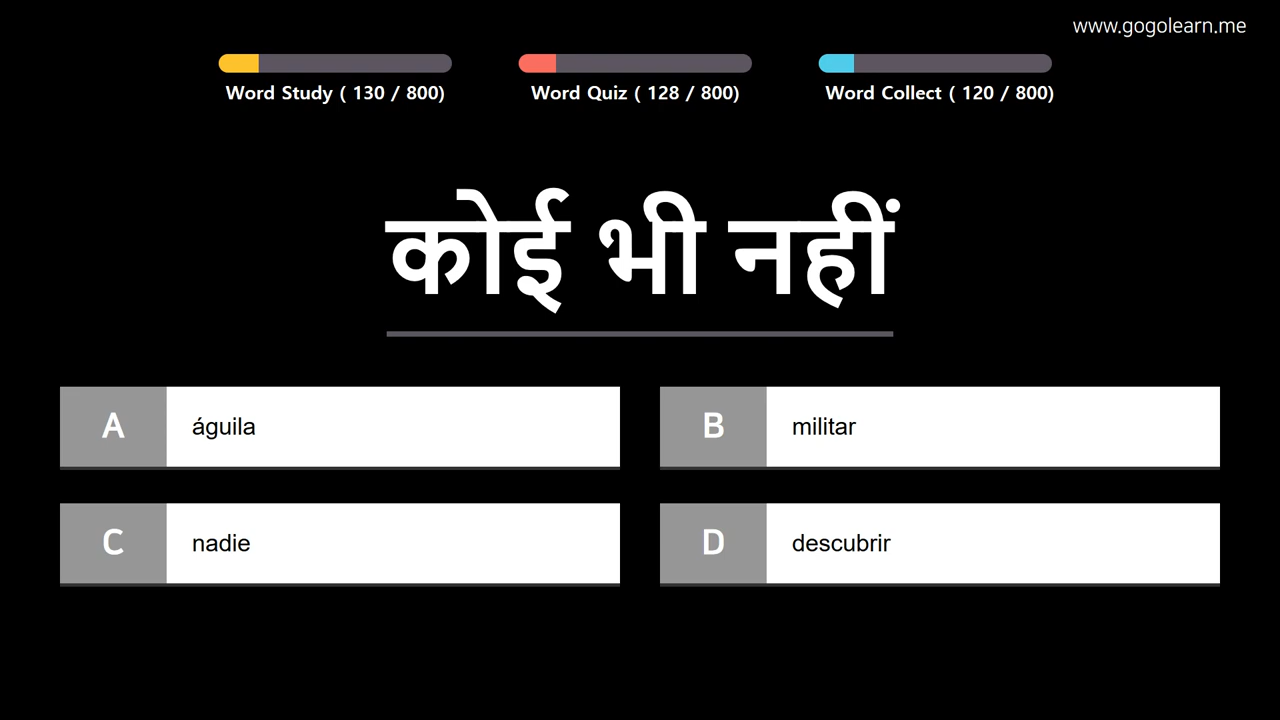 www.gogolearn.me
Word Study ( 130 / 800)
Word Quiz ( 128 / 800)
Word Collect ( 120 / 800)
कोई भी नहीं
A águila
B militar
C nadie
D descubrir